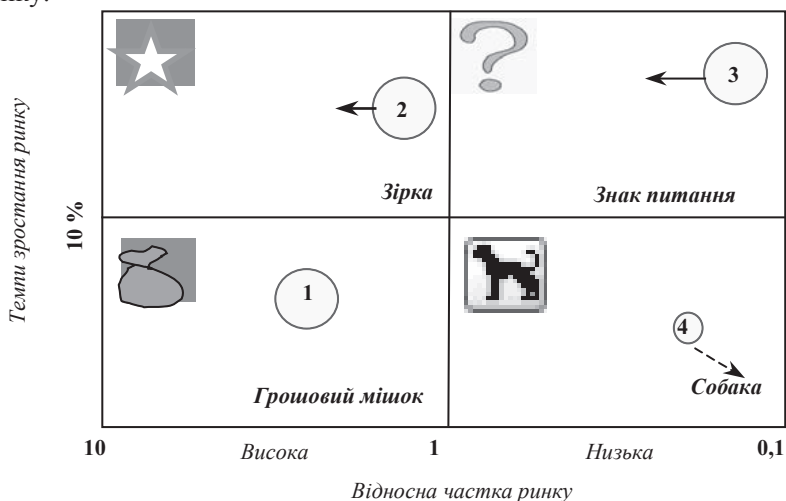 нку.
2
3
Зірка
Знак питання
Темпи зростання ринку
10 %
1
4
Грошовий мішок
Собака
10
Висока
1
Низька
0,1
Відносна частка ринку